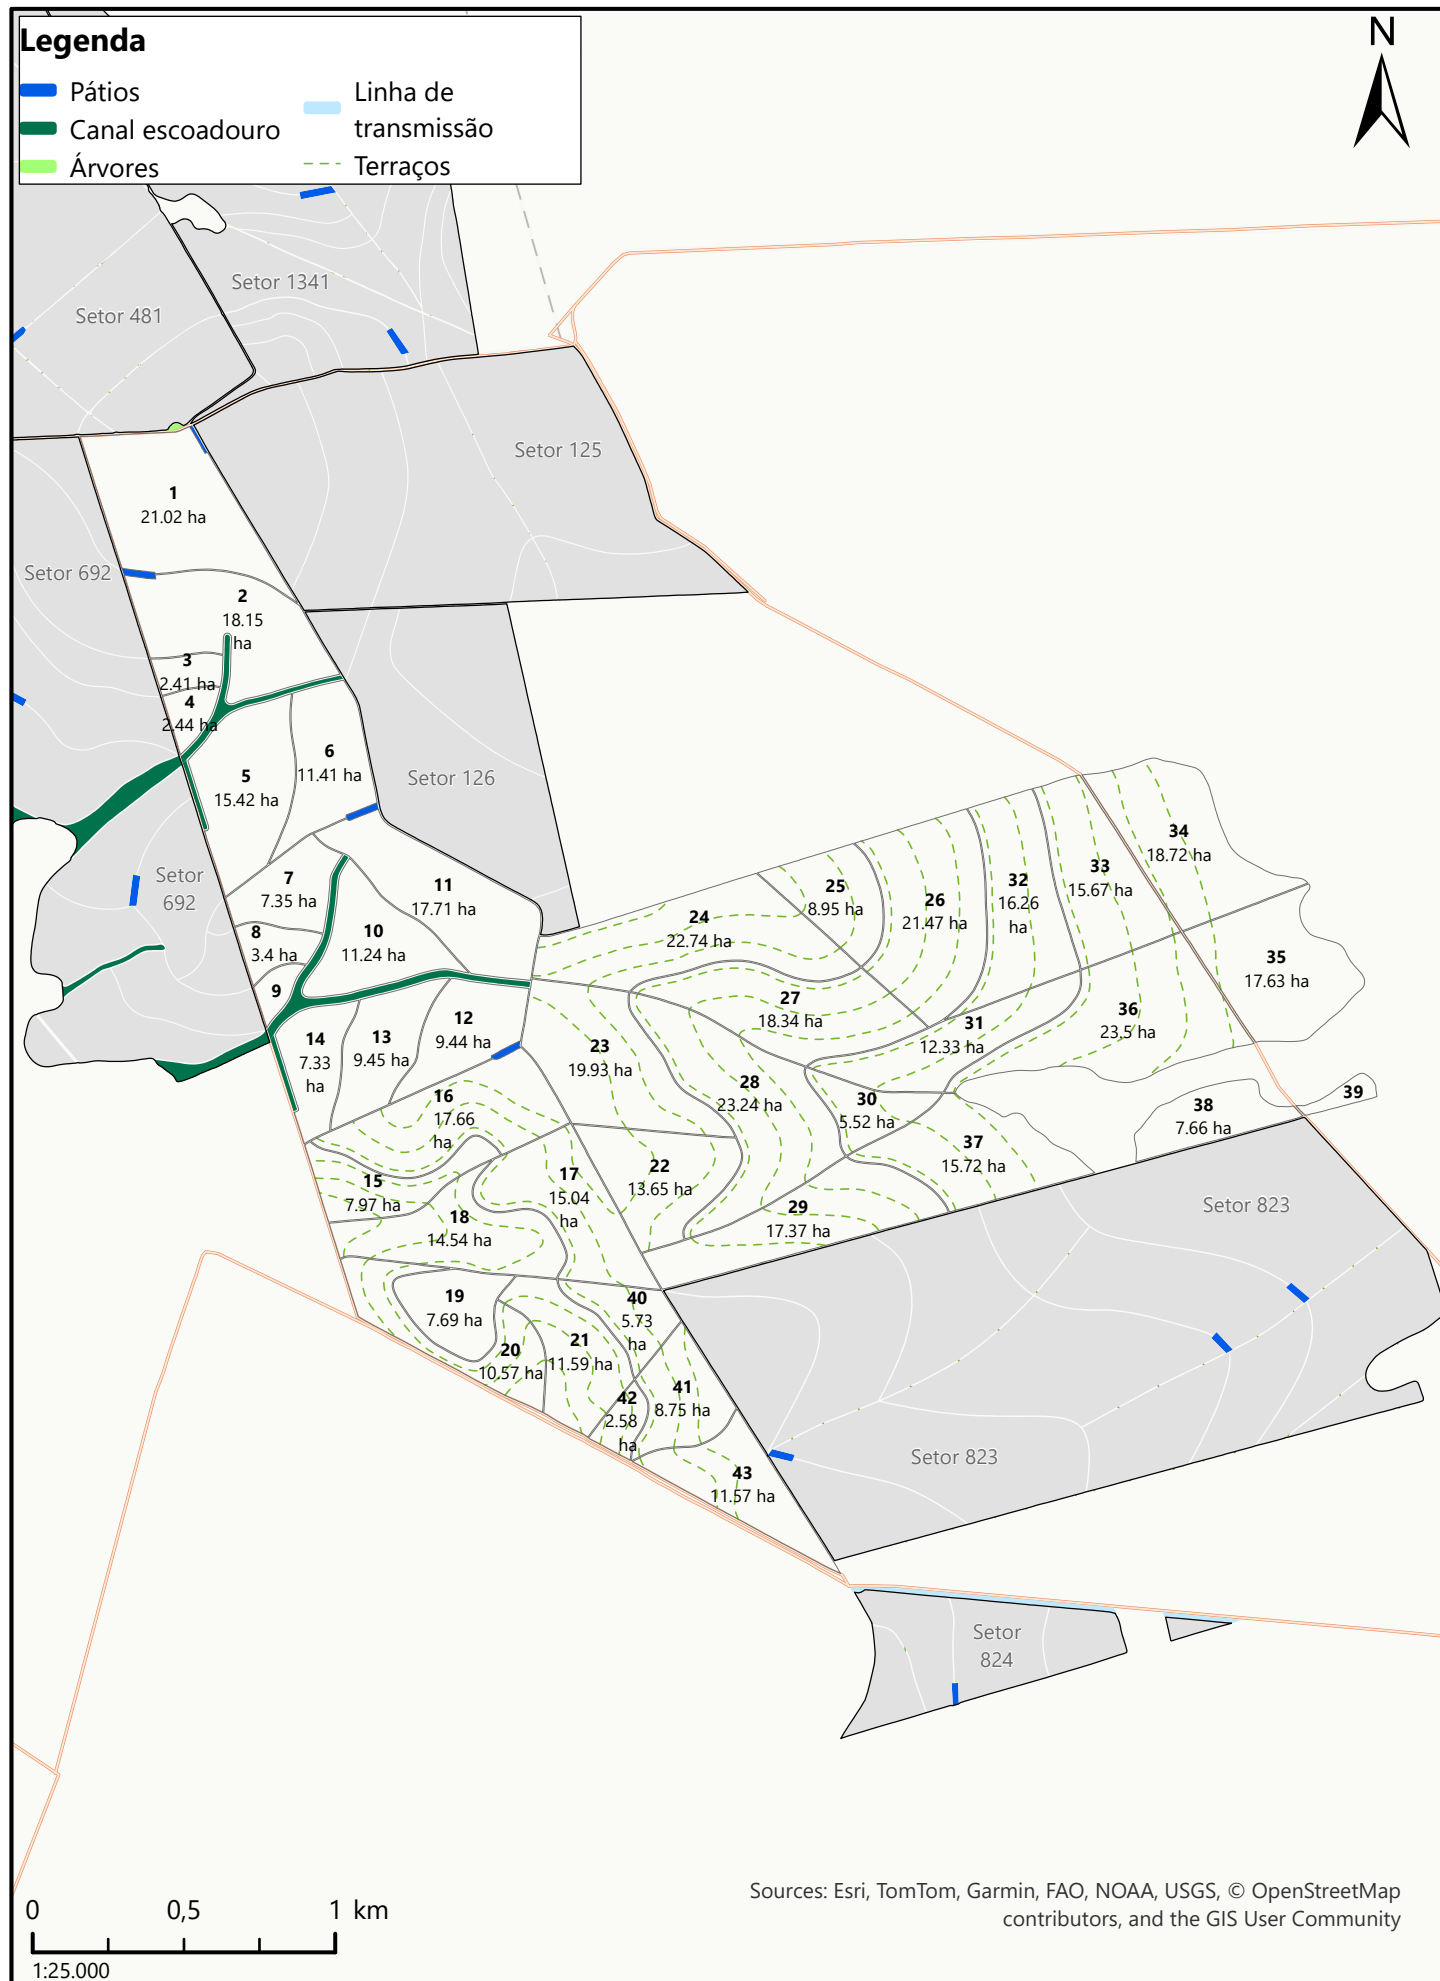 Legenda
Pátios
Canal escoadouro
Árvores
Linha de
transmissão
Terraços
N
Setor 1341
Setor 481
Setor 125
1
21.02 ha
Setor 692
2
18.15
ha
3
2.41 ha
4
2.44 ha
5
15.42 ha
6
11.41 ha
Setor 126
Setor
692
7
7.35 ha
11
17.71 ha
8
3.4 ha
10
11.24 ha
9
12
9.44 ha
13
9.45 ha
14
7.33
ha
24
22.74 ha
25
8.95 ha
26
21.47 ha
32
16.26
ha
33
15.67 ha
34
18.72 ha
35
17.63 ha
27
18.34 ha
31
12.33 ha
36
23.5 ha
23
19.93 ha
28
23.24 ha
30
5.52 ha
39
38
7.66 ha
37
15.72 ha
16
17.66
ha
15
7.97 ha
17
15.04
ha
22
13.65 ha
29
17.37 ha
18
14.54 ha
Setor 823
19
7.69 ha
40
5.73
ha
20
10.57 ha
21
11.59 ha
41
8.75 ha
42
2.58
ha
43
11.57 ha
Setor 823
Setor
824
Sources: Esri, TomTom, Garmin, FAO, NOAA, USGS, © OpenStreetMap
contributors, and the GIS User Community
0 0,5 1 km
1:25.000